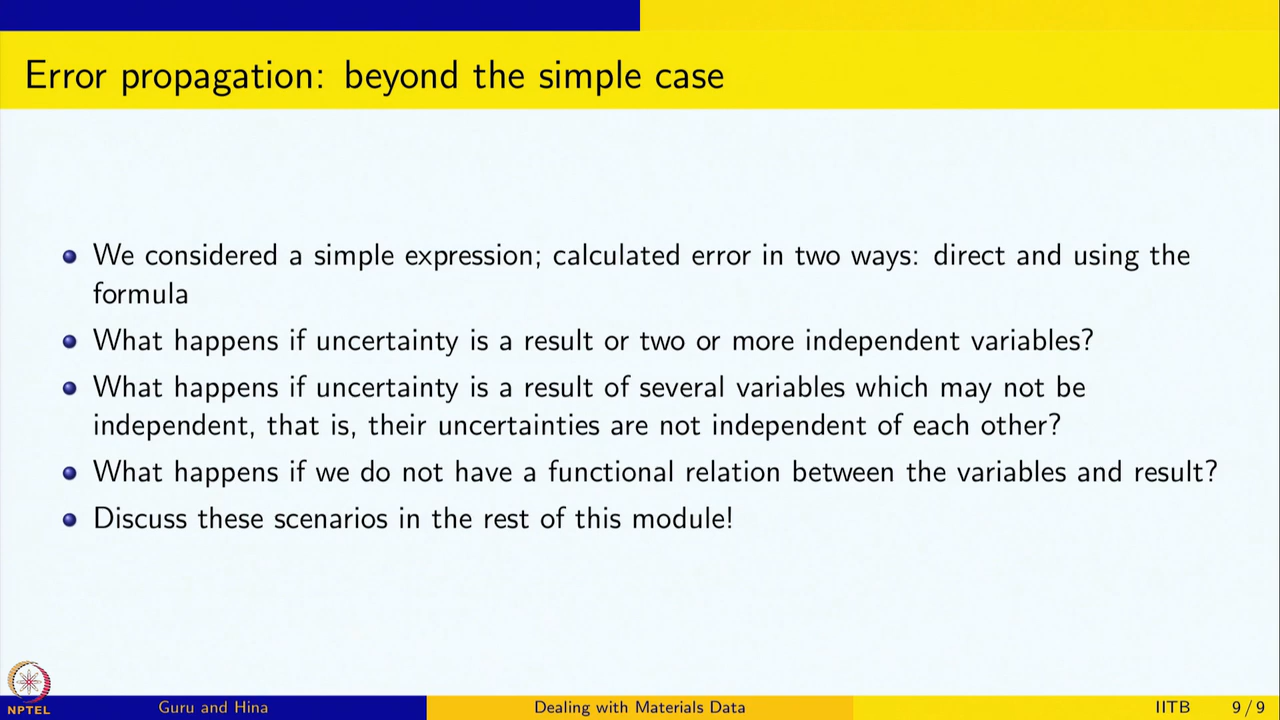 Error propagation: beyond the simple case
We considered a simple expression; calculated error in two ways: direct and using the
formula
What happens if uncertainty is a result or two or more independent variables?
What happens if uncertainty is a result of several variables which may not be
independent, that is, their uncertainties are not independent of each other?
What happens if we do not have a functional relation between the variables and result?
Discuss these scenarios in the rest of this module!
NPTEL
Guru and Hina
Dealing with Materials Data
IITB
9 / 9